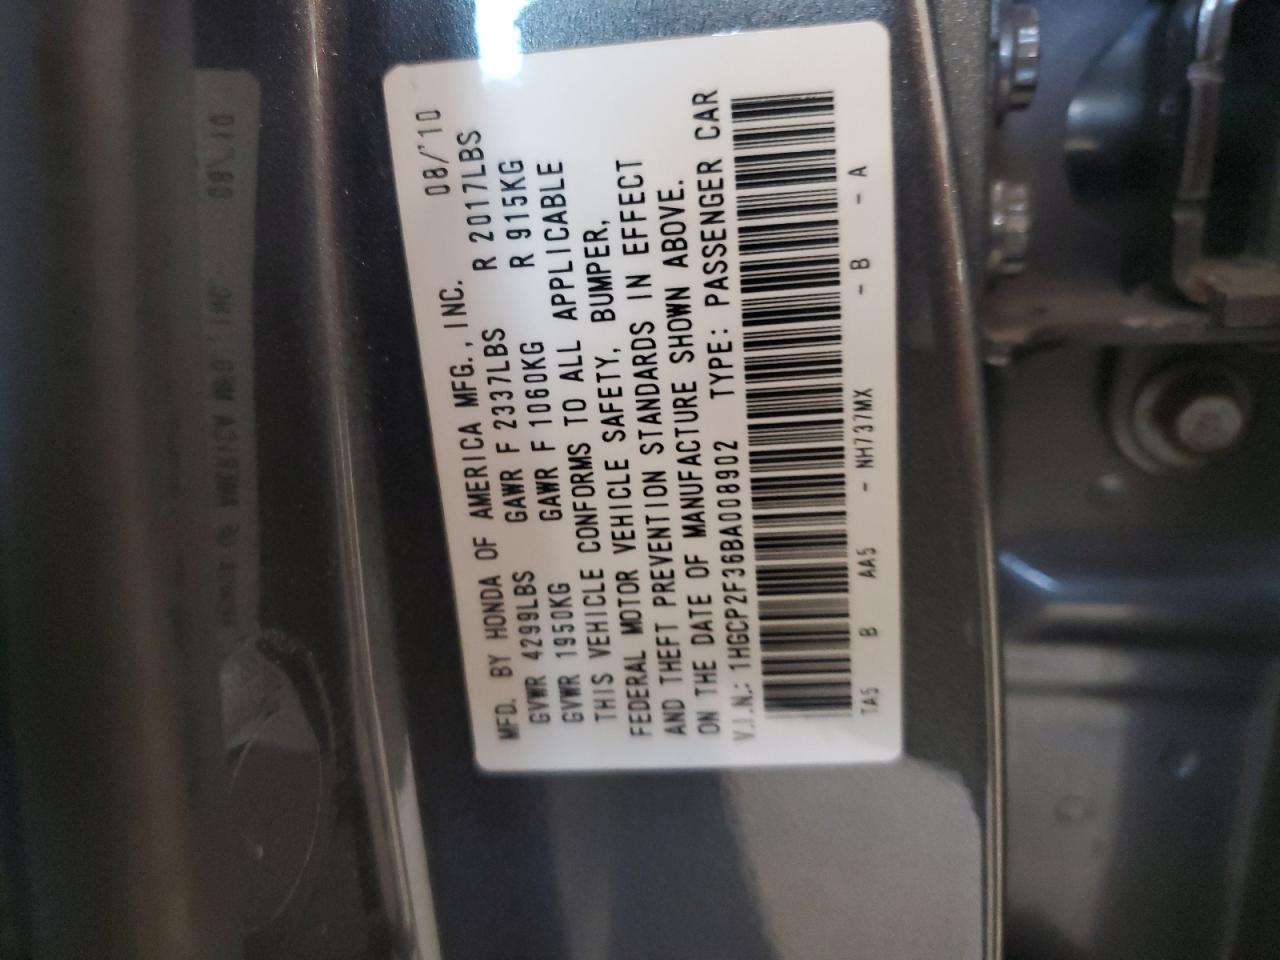 MFD. BY HONDA OF AMERICA MFG., INC. 08/'10
GVWR 4299LBS GAWR F 2337LBS R 2017LBS
GVWR 1950KG GAWR F 1060KG R 915KG
THIS VEHICLE CONFORMS TO ALL APPLICABLE
FEDERAL MOTOR VEHICLE SAFETY, BUMPER,
AND THEFT PREVENTION STANDARDS IN EFFECT
ON THE DATE OF MANUFACTURE SHOWN ABOVE.
V.I.N.: 1HGCP2F36BA008902 TYPE: PASSENGER CAR
TA5 B AA5 - NH737MX - B - A